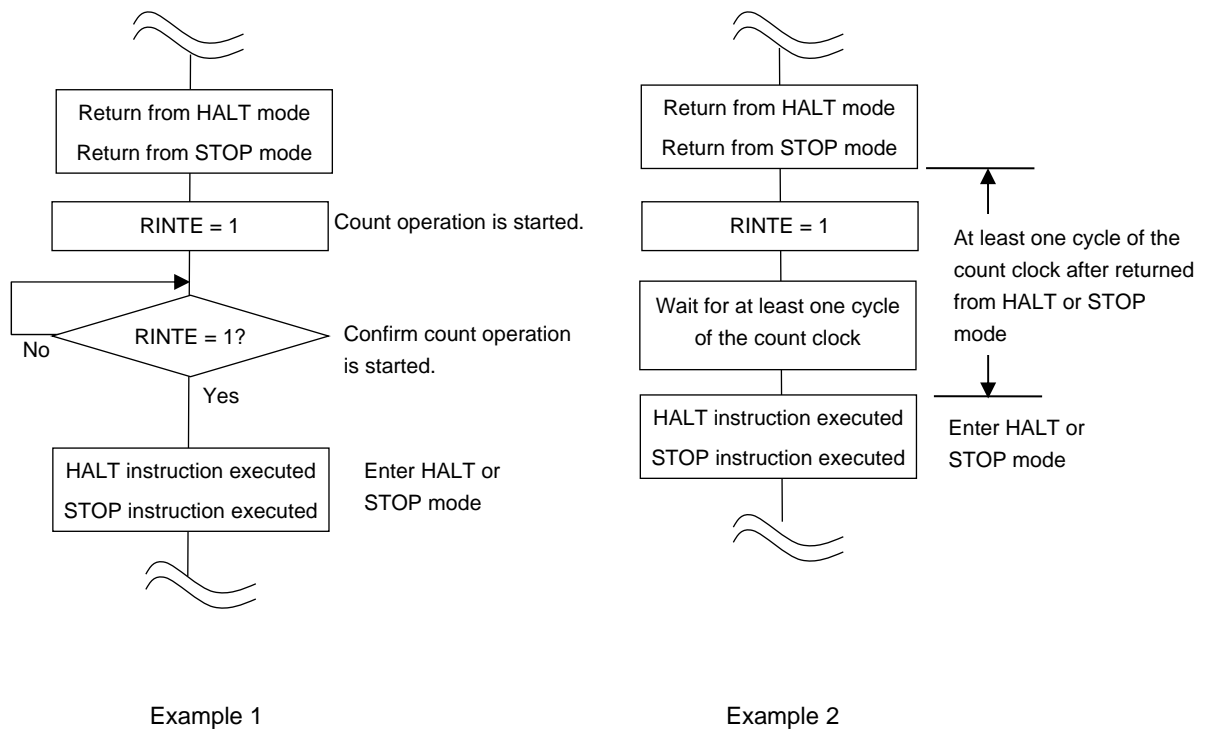 Return from HALT mode
Return from STOP mode
RINTE = 1
Count operation is started.
RINTE = 1?
No
Confirm count operation
is started.
Yes
HALT instruction executed
STOP instruction executed
Enter HALT or
STOP mode
Example 1
Return from HALT mode
Return from STOP mode
RINTE = 1
Wait for at least one cycle
of the count clock
At least one cycle of the
count clock after returned
from HALT or STOP
mode
HALT instruction executed
STOP instruction executed
Enter HALT or
STOP mode
Example 2